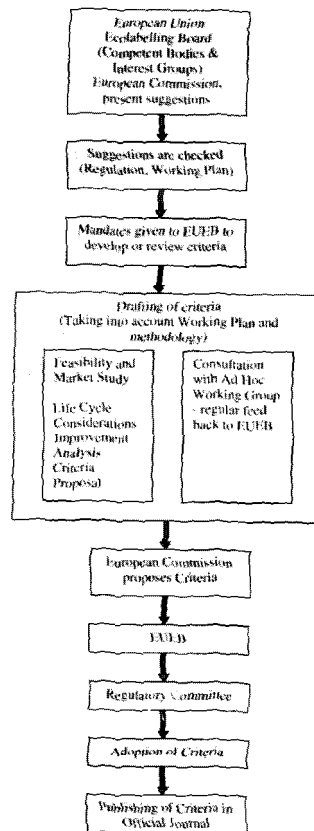 European Union
Ecolabelling Board
(Competent Bodies &
Interest Groups)
European Commission,
present suggestions
Suggestions are checked
(Regulation, Working Plan)
Mandates given to EUEB to
develop or review criteria
Drafting of criteria
(Taking into account Working Plan and
methodology)
Feasibility and
Market Study
Life Cycle
Considerations
Improvement
Analysis
Criteria
Proposal
Consultation
with Ad Hoc
Working Group
- regular feed
back to EUEB
European Commission
proposes Criteria
EUEB
Regulatory Committee
Adoption of Criteria
Publishing of Criteria in
Official Journal